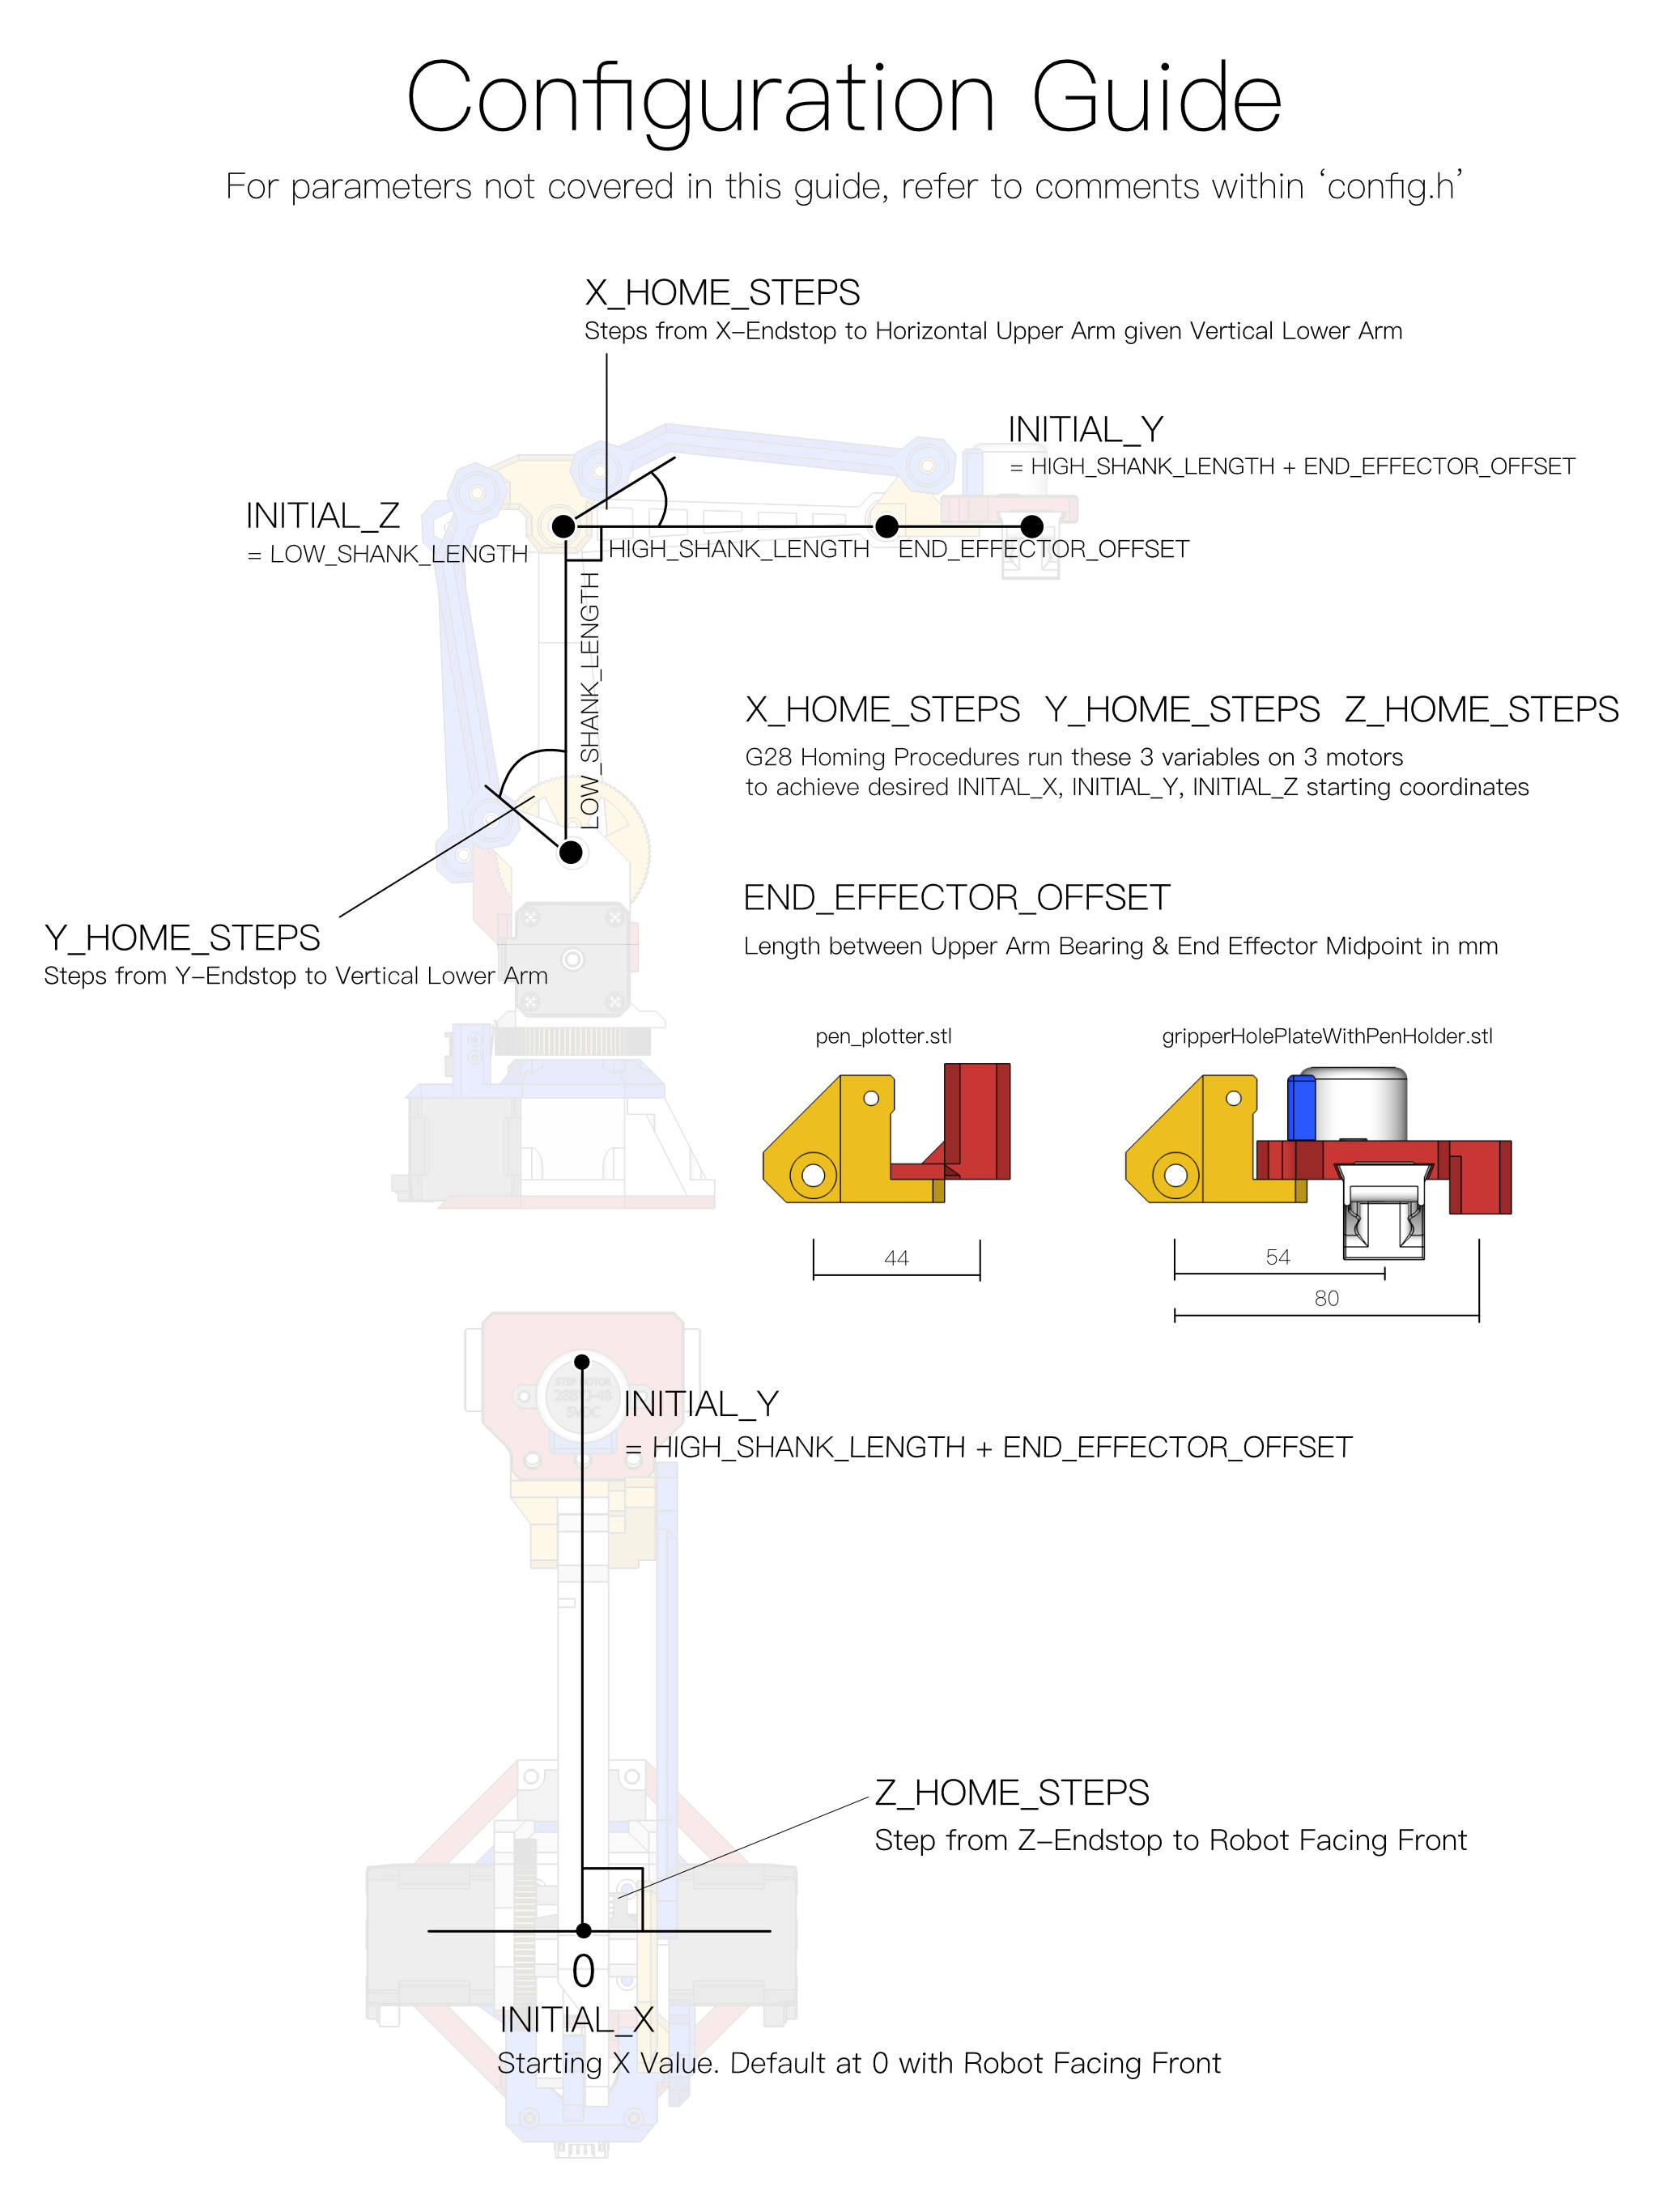 Configuration Guide
For parameters not covered in this guide, refer to comments within ‘config.h’
X_HOME_STEPS
Steps from X-Endstop to Horizontal Upper Arm given Vertical Lower Arm
INITIAL_Y
= HIGH_SHANK_LENGTH + END_EFFECTOR_OFFSET
INITIAL_Z
= LOW_SHANK_LENGTH
HIGH_SHANK_LENGTH
END_EFFECTOR_OFFSET
LOW_SHANK_LENGTH
X_HOME_STEPS Y_HOME_STEPS Z_HOME_STEPS
G28 Homing Procedures run these 3 variables on 3 motors
to achieve desired INITAL_X, INITIAL_Y, INITIAL_Z starting coordinates
END_EFFECTOR_OFFSET
Length between Upper Arm Bearing & End Effector Midpoint in mm
Y_HOME_STEPS
Steps from Y-Endstop to Vertical Lower Arm
pen_plotter.stl
gripperHolePlateWithPenHolder.stl
44
54
80
STEP MOTOR
28BYJ-48
5VDC
INITIAL_Y
= HIGH_SHANK_LENGTH + END_EFFECTOR_OFFSET
Z_HOME_STEPS
Step from Z-Endstop to Robot Facing Front
0
INITIAL_X
Starting X Value. Default at 0 with Robot Facing Front